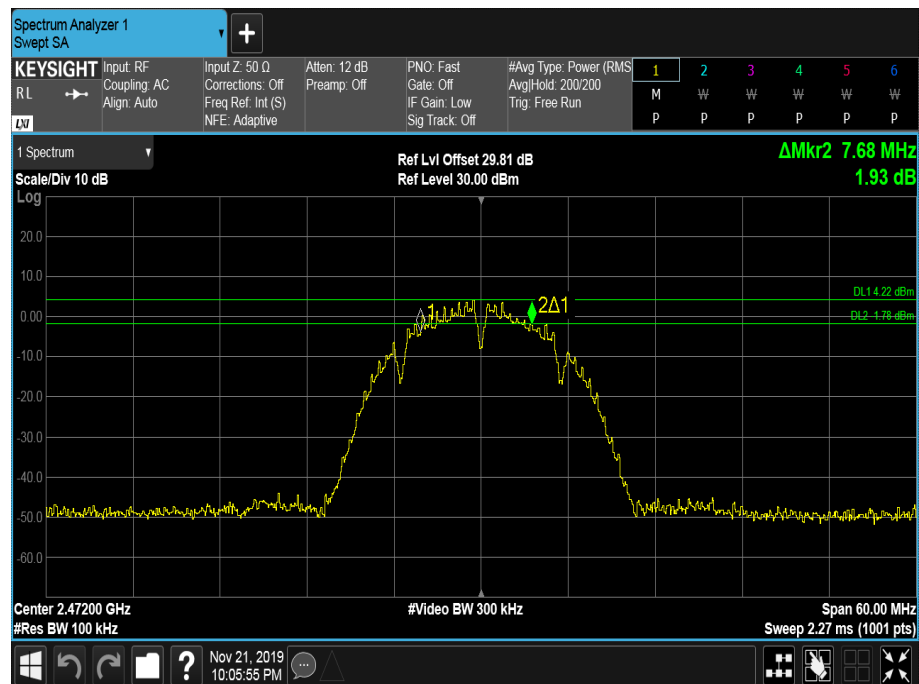 Spectrum Analyzer 1
Swept SA
+
KEYSIGHT
RL
LXI
Input: RF
Coupling: AC
Align: Auto
Input Z: 50 Ω
Corrections: Off
Freq Ref: Int (S)
NFE: Adaptive
Atten: 12 dB
Preamp: Off
PNO: Fast
Gate: Off
IF Gain: Low
Sig Track: Off
#Avg Type: Power (RMS
Avg|Hold: 200/200
Trig: Free Run
1 2 3 4 5 6
M W W W W W
P P P P P P
1 Spectrum
Scale/Div 10 dB
Log
Ref Lvl Offset 29.81 dB
Ref Level 30.00 dBm
ΔMkr2 7.68 MHz
1.93 dB
20.0
10.0
DL1 4.22 dBm
1
2Δ1
0.00
DL2 -1.78 dBm
-10.0
-20.0
-30.0
-40.0
-50.0
-60.0
Center 2.47200 GHz
#Video BW 300 kHz
Span 60.00 MHz
#Res BW 100 kHz
Sweep 2.27 ms (1001 pts)
?
Nov 21, 2019
10:05:55 PM